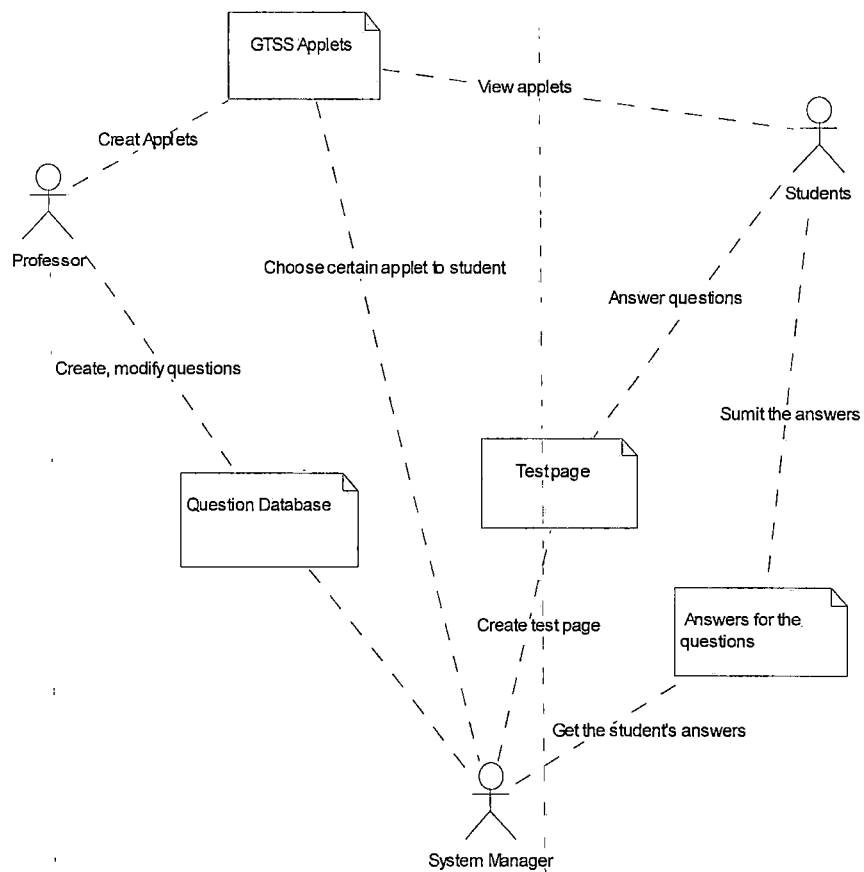 GTSS Applets
View applets
Creat Applets
Students
Professor
Choose certain applet to student
Answer questions
Create, modify questions
Sumit the answers
Test page
Question Database
Answers for the
questions
Create test page
Get the student's answers
System Manager